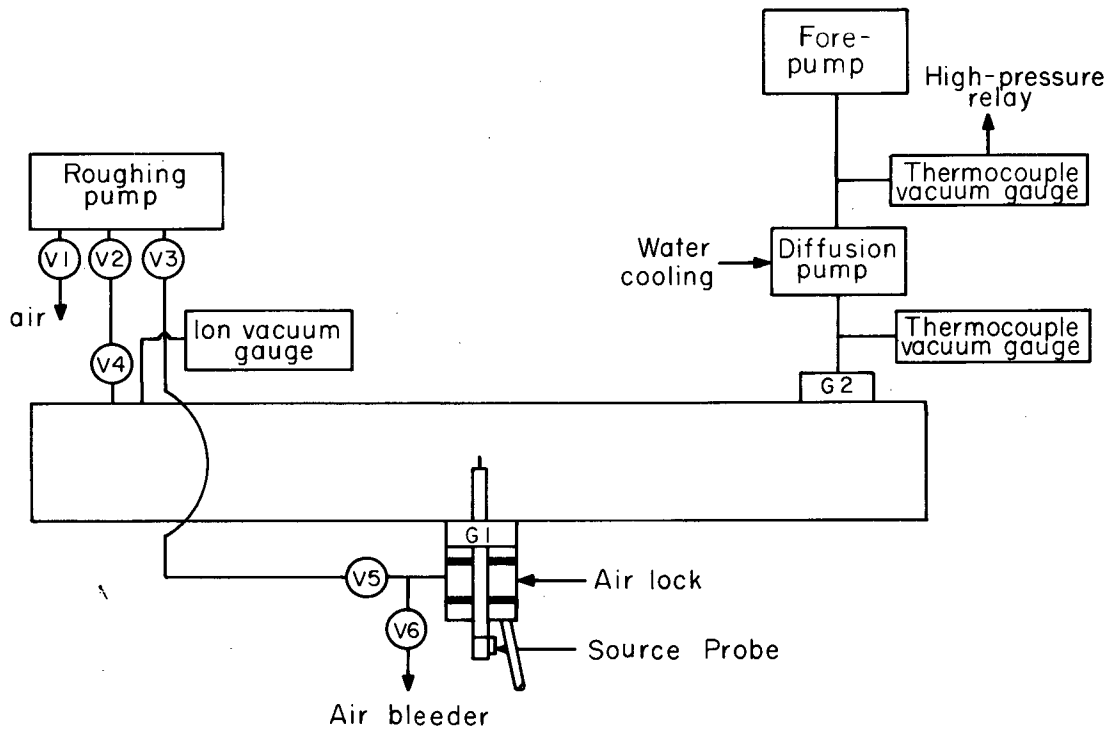 Fore-
pump
High-pressure
relay
Thermocouple
vacuum gauge
Roughing
pump
V1
V2
V3
air
V4
Ion vacuum
gauge
Water
cooling
Diffusion
pump
Thermocouple
vacuum gauge
G2
G1
V5
Air lock
V6
Source Probe
Air bleeder